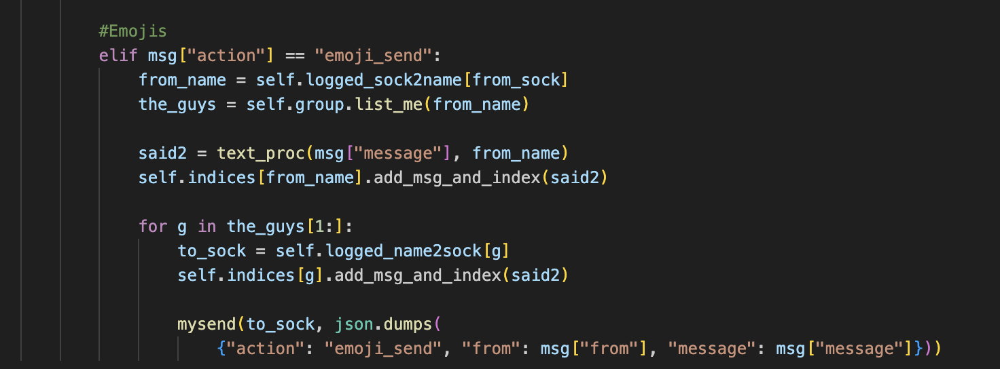 #Emojis
elif msg["action"] == "emoji_send":
from_name = self.logged_sock2name[from_sock]
the_guys = self.group.list_me(from_name)
said2 = text_proc(msg["message"], from_name)
self.indices[from_name].add_msg_and_index(said2)
for g in the_guys[1:]:
to_sock = self.logged_name2sock[g]
self.indices[g].add_msg_and_index(said2)
mysend(to_sock, json.dumps(
{"action": "emoji_send", "from": msg["from"], "message": msg["message"]}))